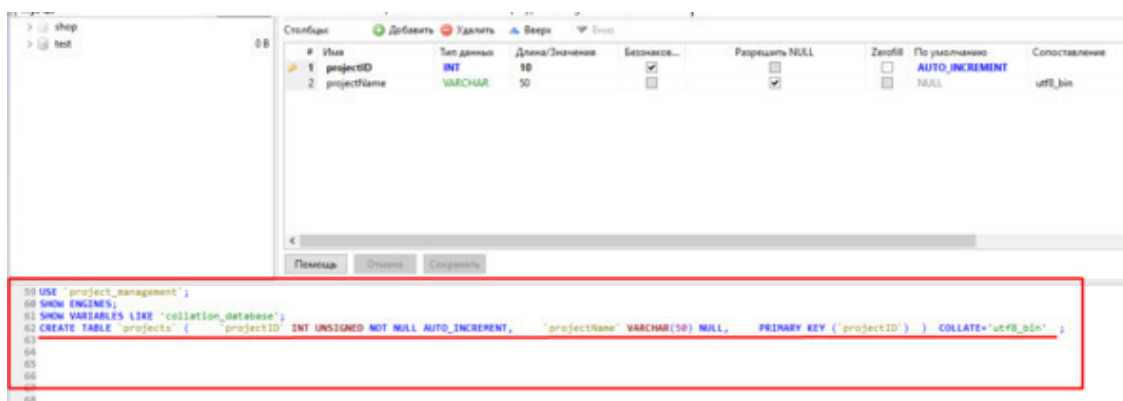 shop
test 0 B
Столбцы: Добавить Удалить Вверх Вниз
# Имя Тип данных Длина/Значения Беззнаков... Разрешить NULL Zerofill По умолчанию Сопоставление
1 projectID INT 10 AUTO_INCREMENT
2 projectName VARCHAR 50 NULL utf8_bin
Помощь Отмена Сохранить
59 USE `project_management`;
60 SHOW ENGINES;
61 SHOW VARIABLES LIKE 'collation_database';
62 CREATE TABLE `projects` ( `projectID` INT UNSIGNED NOT NULL AUTO_INCREMENT, `projectName` VARCHAR(50) NULL, PRIMARY KEY (`projectID`) ) COLLATE='utf8_bin' ;
63
64
65
66
67
68